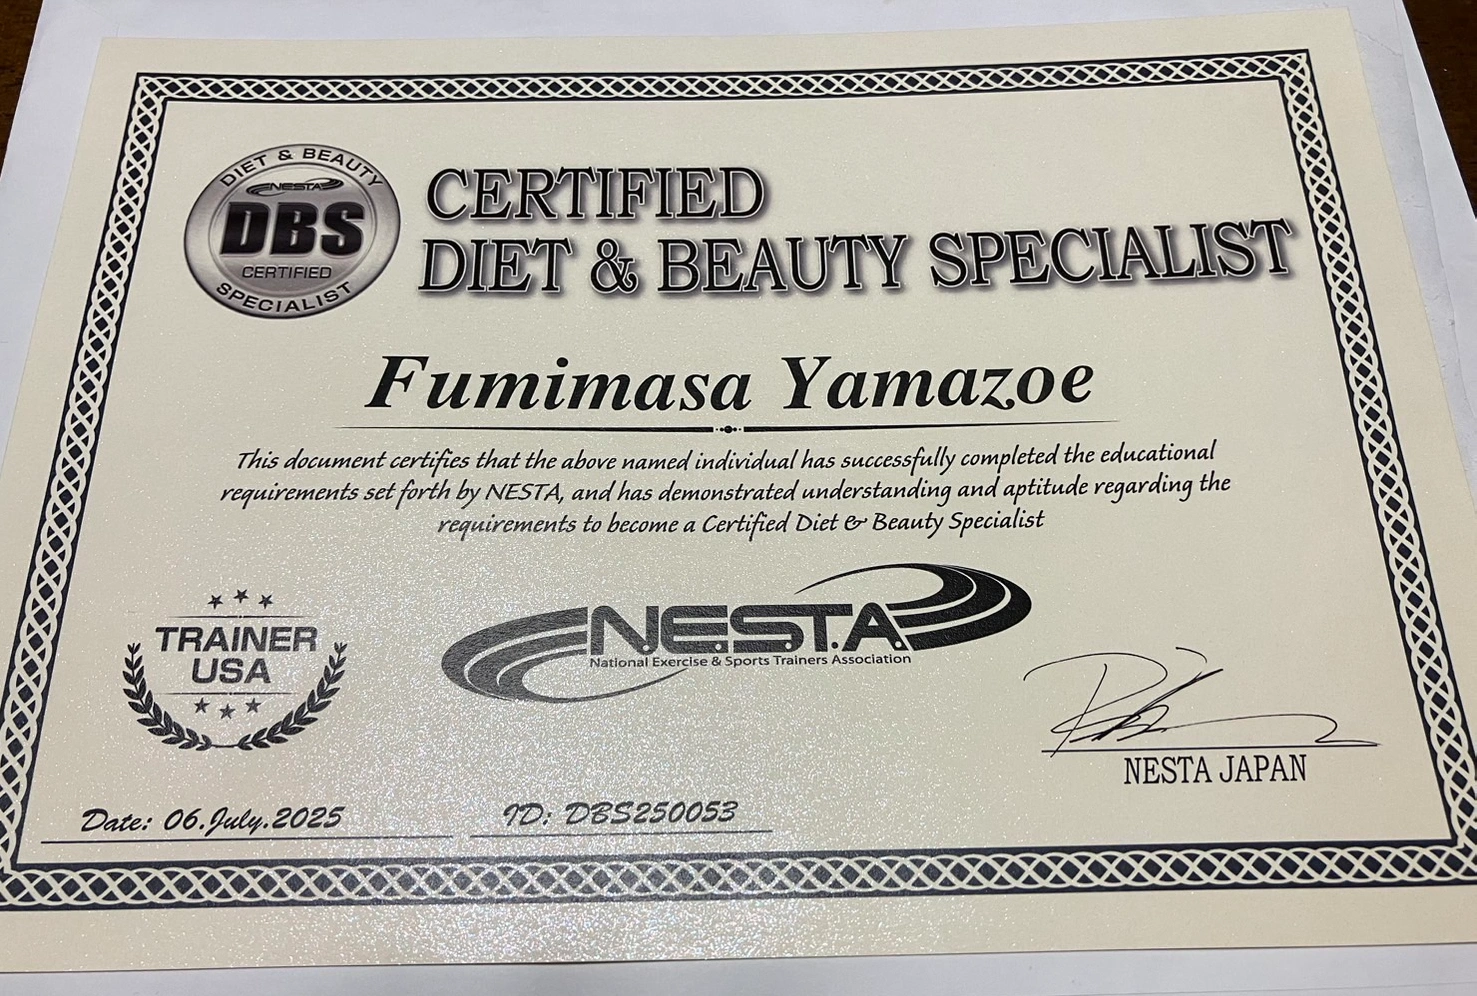 DIET & BEAUTY
NESTA
DBS
CERTIFIED
SPECIALIST
CERTIFIED
DIET & BEAUTY SPECIALIST
Fumimasa Yamazoe
This document certifies that the above named individual has successfully completed the educational
requirements set forth by NESTA, and has demonstrated understanding and aptitude regarding the
requirements to become a Certified Diet & Beauty Specialist
TRAINER
USA
N.E.S.T.A.
National Exercise & Sports Trainers Association
NESTA JAPAN
Date: 06.July.2025
ID: DBS250053